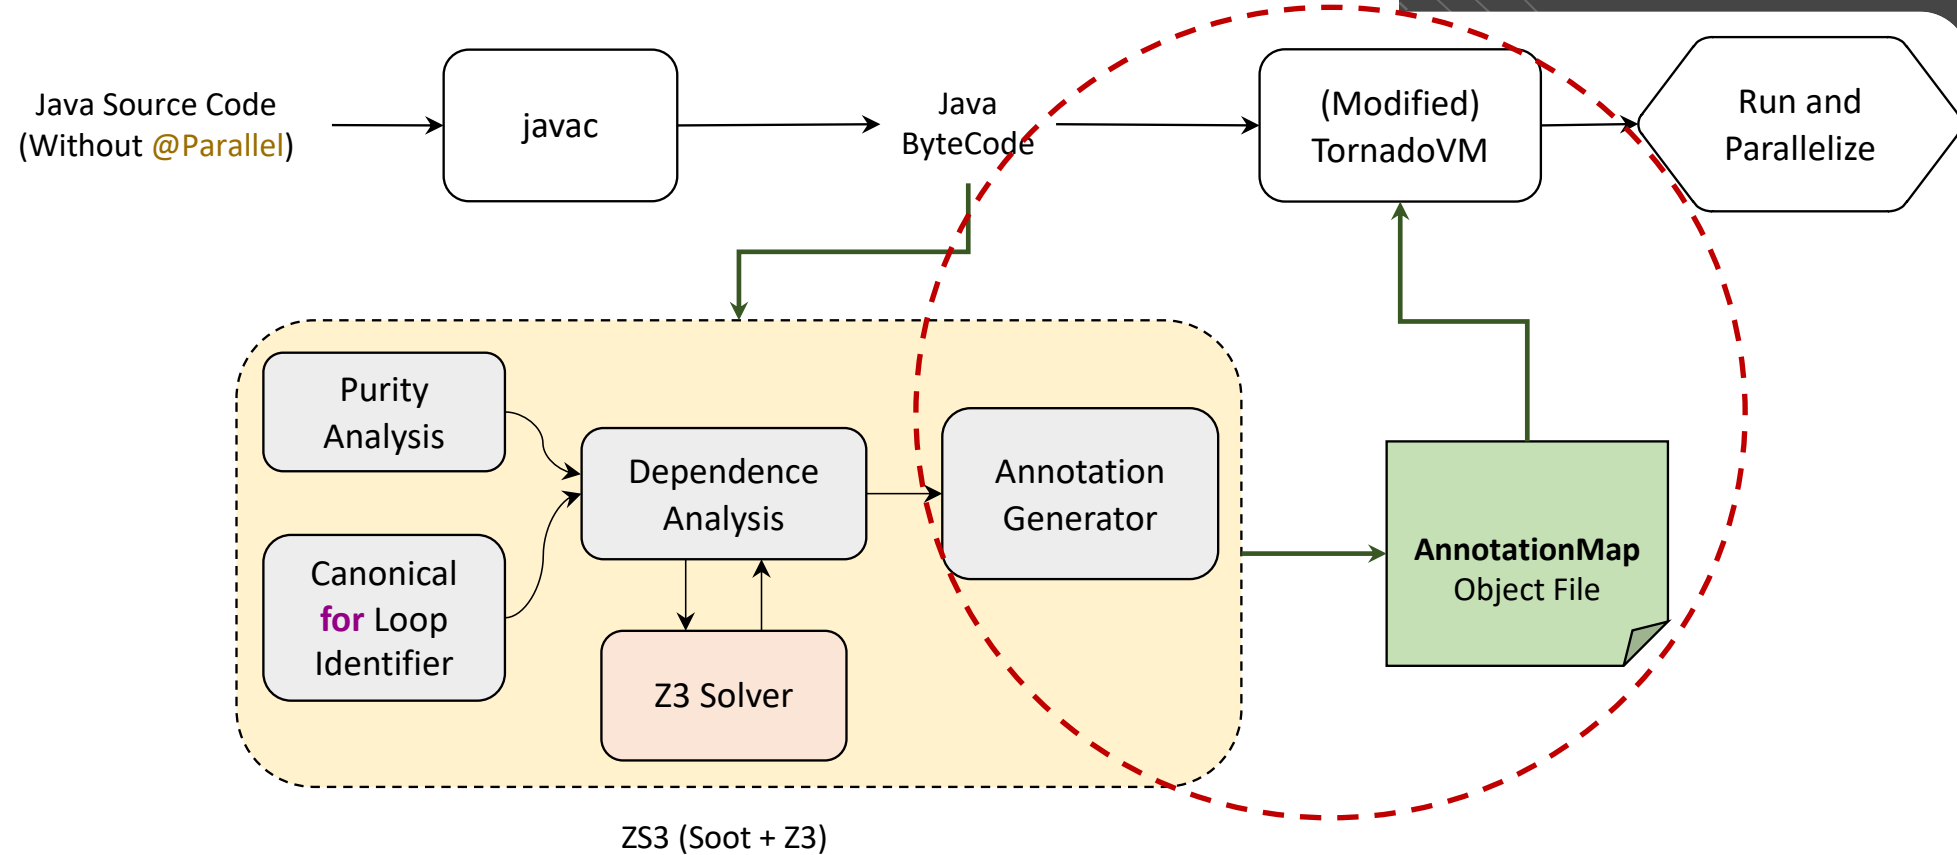 Java Source Code
(Without @Parallel)
javac
Java
ByteCode
(Modified)
TornadoVM
Run and
Parallelize
Purity
Analysis
Canonical
for Loop
Identifier
Dependence
Analysis
Z3 Solver
Annotation
Generator
AnnotationMap
Object File
ZS3 (Soot + Z3)